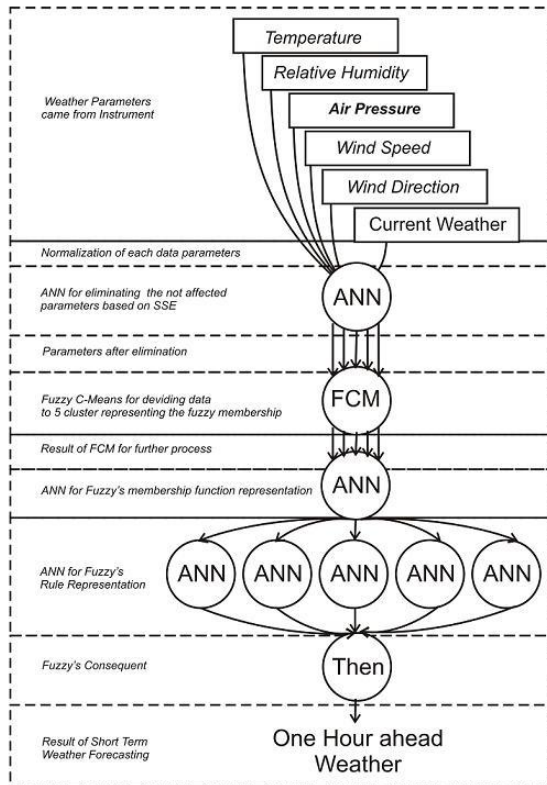 Temperature
Relative Humidity
Air Pressure
Wind Speed
Wind Direction
Current Weather
Weather Parameters
came from Instrument
Normalization of each data parameters
ANN for eliminating the not affected
parameters based on SSE
ANN
Parameters after elimination
Fuzzy C-Means for deviding data
to 5 cluster representing the fuzzy membership
FCM
Result of FCM for further process
ANN for Fuzzy's membership function representation
ANN
ANN for Fuzzy's
Rule Representation
ANN ANN ANN ANN ANN
Fuzzy's Consequent
Then
Result of Short Term
Weather Forecasting
One Hour ahead
Weather